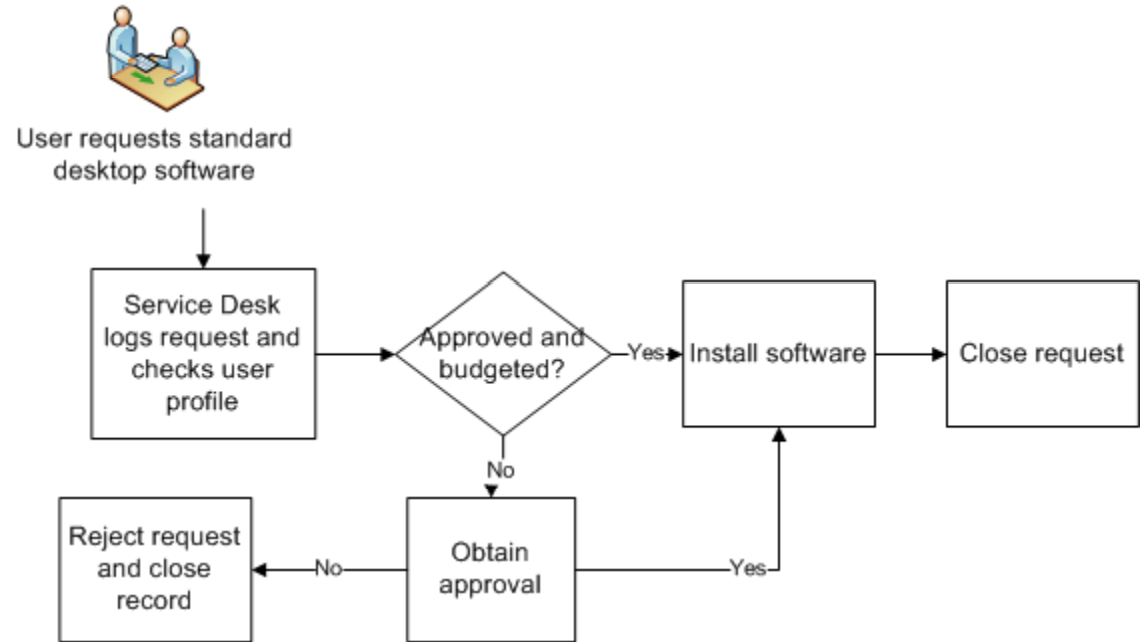 User requests standard
desktop software
Service Desk
logs request and
checks user
profile
Approved and
budgeted?
Yes
Install software
Close request
No
Reject request
and close
record
No
Obtain
approval
Yes